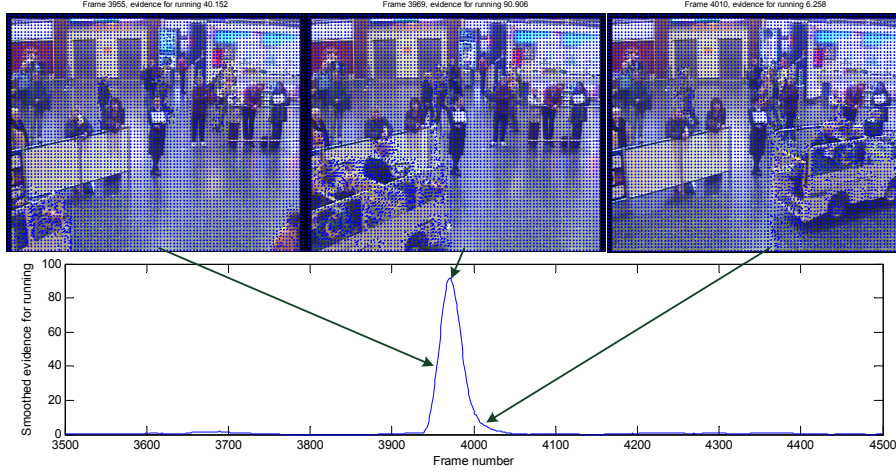 Frame 3955, evidence for running 40.152
Frame 3969, evidence for running 90.906
Frame 4010, evidence for running 6.258
Smoothed evidence for running
100
80
60
40
20
0
3500 3600 3700 3800 3900 4000 4100 4200 4300 4400 4500
Frame number